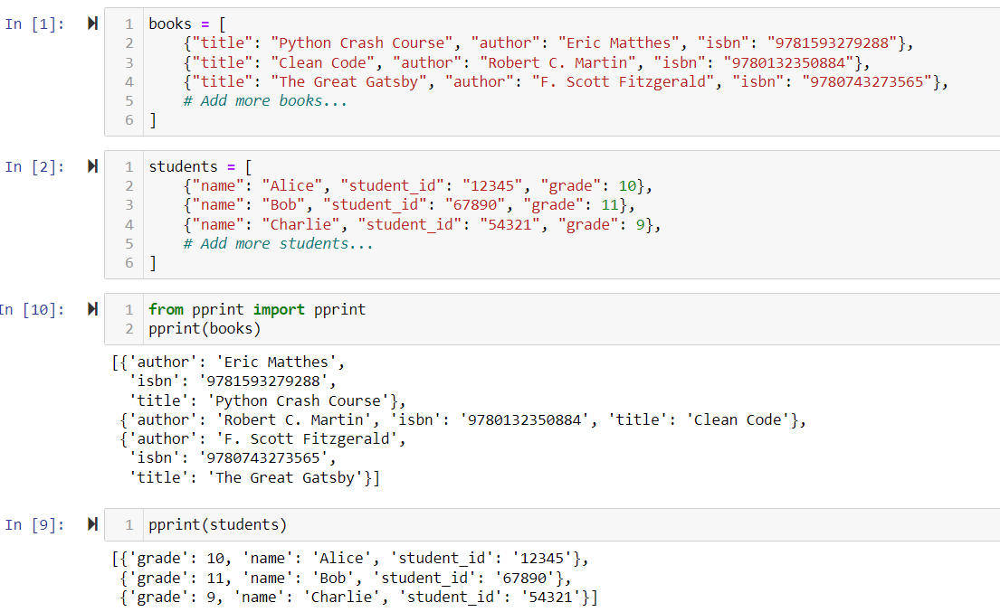 In [1]:
1 books = [
2     {"title": "Python Crash Course", "author": "Eric Matthes", "isbn": "9781593279288"},
3     {"title": "Clean Code", "author": "Robert C. Martin", "isbn": "9780132350884"},
4     {"title": "The Great Gatsby", "author": "F. Scott Fitzgerald", "isbn": "9780743273565"},
5     # Add more books...
6 ]
In [2]:
1 students = [
2     {"name": "Alice", "student_id": "12345", "grade": 10},
3     {"name": "Bob", "student_id": "67890", "grade": 11},
4     {"name": "Charlie", "student_id": "54321", "grade": 9},
5     # Add more students...
6 ]
In [10]:
1 from pprint import pprint
2 pprint(books)
[{'author': 'Eric Matthes',
  'isbn': '9781593279288',
  'title': 'Python Crash Course'},
 {'author': 'Robert C. Martin', 'isbn': '9780132350884', 'title': 'Clean Code'},
 {'author': 'F. Scott Fitzgerald',
  'isbn': '9780743273565',
  'title': 'The Great Gatsby'}]
In [9]:
1 pprint(students)
[{'grade': 10, 'name': 'Alice', 'student_id': '12345'},
 {'grade': 11, 'name': 'Bob', 'student_id': '67890'},
 {'grade': 9, 'name': 'Charlie', 'student_id': '54321'}]